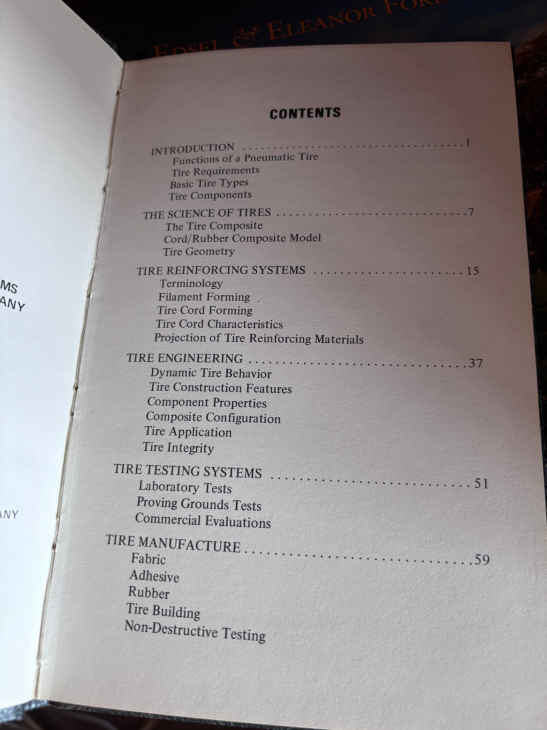 EDSEL & ELEANOR FOR
MS
ANY
ANY
CONTENTS
INTRODUCTION . . . . . . . . . . . . . . . . . . . . . . . . . . . . . . . . . . 1
Functions of a Pneumatic Tire
Tire Requirements
Basic Tire Types
Tire Components
THE SCIENCE OF TIRES . . . . . . . . . . . . . . . . . . . . . . . . . . . . . 7
The Tire Composite
Cord/Rubber Composite Model
Tire Geometry
TIRE REINFORCING SYSTEMS . . . . . . . . . . . . . . . . . . . . . . . 15
Terminology
Filament Forming
Tire Cord Forming
Tire Cord Characteristics
Projection of Tire Reinforcing Materials
TIRE ENGINEERING . . . . . . . . . . . . . . . . . . . . . . . . . . . . . . . 37
Dynamic Tire Behavior
Tire Construction Features
Component Properties
Composite Configuration
Tire Application
Tire Integrity
TIRE TESTING SYSTEMS . . . . . . . . . . . . . . . . . . . . . . . . . . . 51
Laboratory Tests
Proving Grounds Tests
Commercial Evaluations
TIRE MANUFACTURE . . . . . . . . . . . . . . . . . . . . . . . . . . . . . . 59
Fabric
Adhesive
Rubber
Tire Building
Non-Destructive Testing